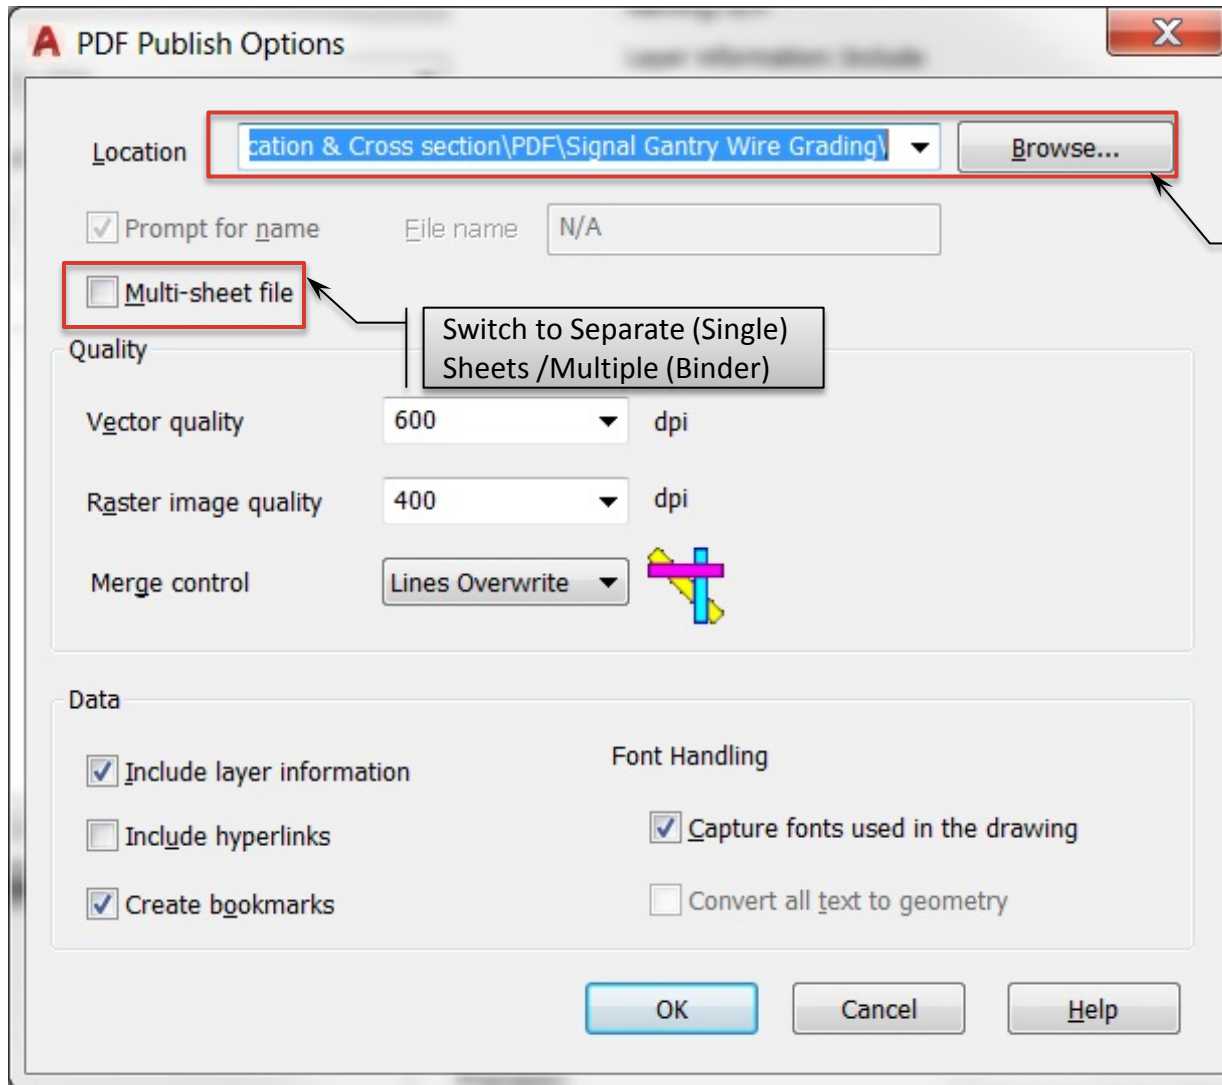 PDF Publish Options
Location
cation & Cross section\PDF\Signal Gantry Wire Grading\
Browse...
Prompt for name
File name
N/A
Multi-sheet file
Switch to Separate (Single)
Sheets /Multiple (Binder)
Quality
Vector quality
600
dpi
Raster image quality
400
dpi
Merge control
Lines Overwrite
Data
Include layer information
Font Handling
Include hyperlinks
Capture fonts used in the drawing
Create bookmarks
Convert all text to geometry
OK
Cancel
Help